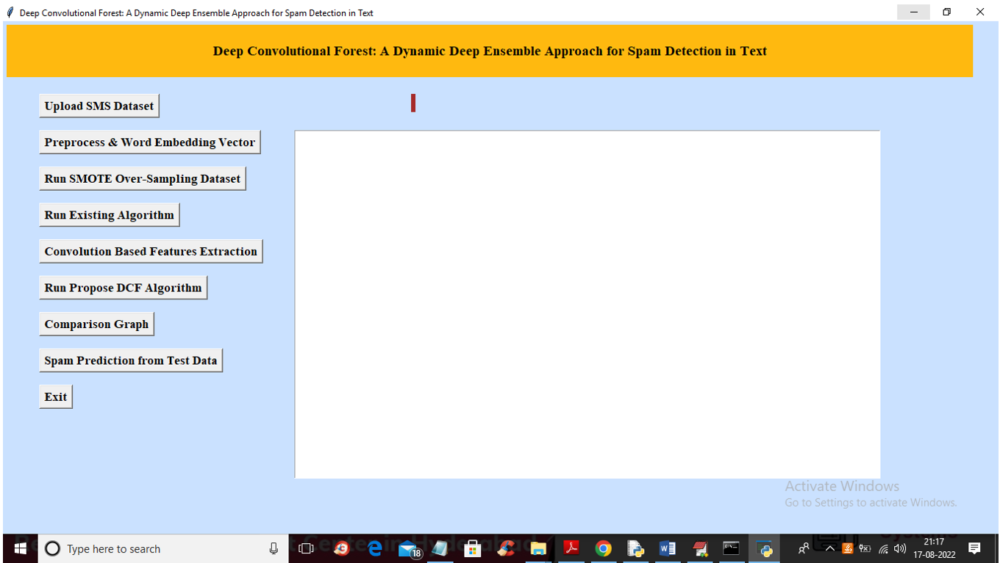 Deep Convolutional Forest: A Dynamic Deep Ensemble Approach for Spam Detection in Text
Deep Convolutional Forest: A Dynamic Deep Ensemble Approach for Spam Detection in Text
Upload SMS Dataset
Preprocess & Word Embedding Vector
Run SMOTE Over-Sampling Dataset
Run Existing Algorithm
Convolution Based Features Extraction
Run Propose DCF Algorithm
Comparison Graph
Spam Prediction from Test Data
Exit
Activate Windows
Go to Settings to activate Windows.
Type here to search
18
21:17
17-08-2022